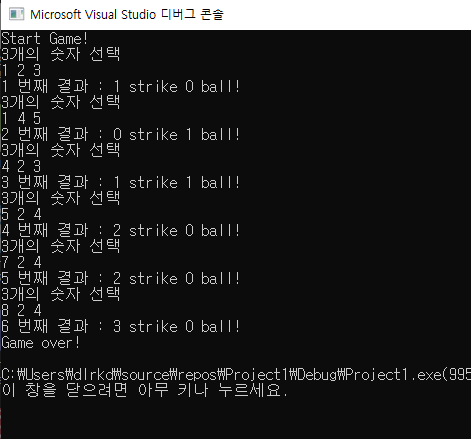 Microsoft Visual Studio 디버그 콘솔
Start Game!
3개의 숫자 선택
1 2 3
1 번째 결과 : 1 strike 0 ball!
3개의 숫자 선택
1 4 5
2 번째 결과 : 0 strike 1 ball!
3개의 숫자 선택
4 2 3
3 번째 결과 : 1 strike 1 ball!
3개의 숫자 선택
5 2 4
4 번째 결과 : 2 strike 0 ball!
3개의 숫자 선택
7 2 4
5 번째 결과 : 2 strike 0 ball!
3개의 숫자 선택
8 2 4
6 번째 결과 : 3 strike 0 ball!
Game over!
C:₩Users₩dlrkd₩source₩repos₩Project1₩Debug₩Project1.exe(995
이 창을 닫으려면 아무 키나 누르세요.